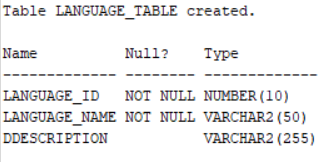 Table LANGUAGE_TABLE created.
Name Null? Type
------------- -------- -------------
LANGUAGE_ID NOT NULL NUMBER(10)
LANGUAGE_NAME NOT NULL VARCHAR2(50)
DDESCRIPTION VARCHAR2(255)